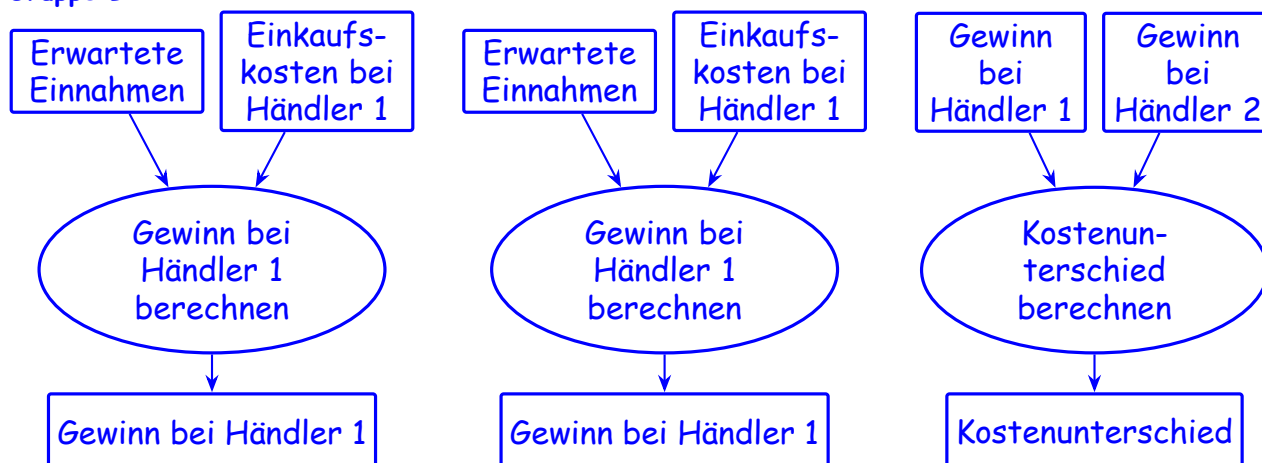 Erwartete
Einnahmen
Einkaufs-
kosten bei
Händler 1
Gewinn bei
Händler 1
berechnen
Gewinn bei Händler 1
Erwartete
Einnahmen
Einkaufs-
kosten bei
Händler 1
Gewinn bei
Händler 1
berechnen
Gewinn bei Händler 1
Gewinn
bei
Händler 1
Gewinn
bei
Händler 2
Kostenun-
terschied
berechnen
Kostenunterschied